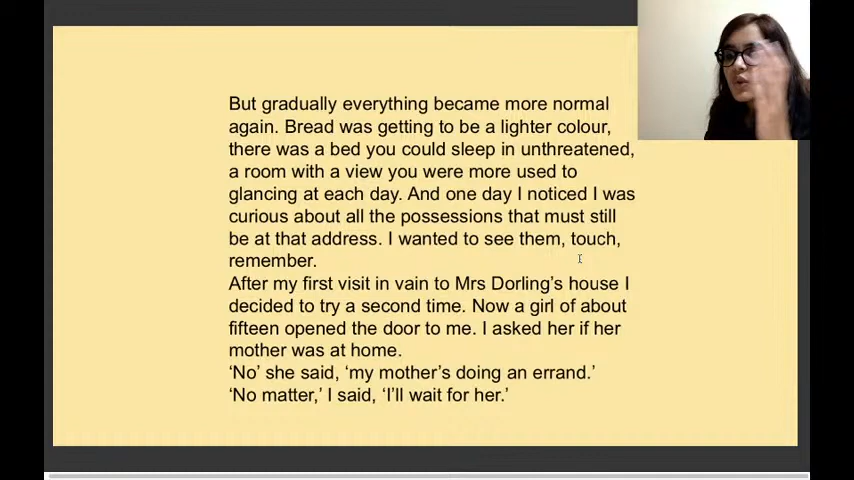 But gradually everything became more normal
again. Bread was getting to be a lighter colour,
there was a bed you could sleep in unthreatened,
a room with a view you were more used to
glancing at each day. And one day I noticed I was
curious about all the possessions that must still
be at that address. I wanted to see them, touch,
remember.
After my first visit in vain to Mrs Dorling’s house I
decided to try a second time. Now a girl of about
fifteen opened the door to me. I asked her if her
mother was at home.
‘No’ she said, ‘my mother’s doing an errand.’
‘No matter,’ I said, ‘I’ll wait for her.’